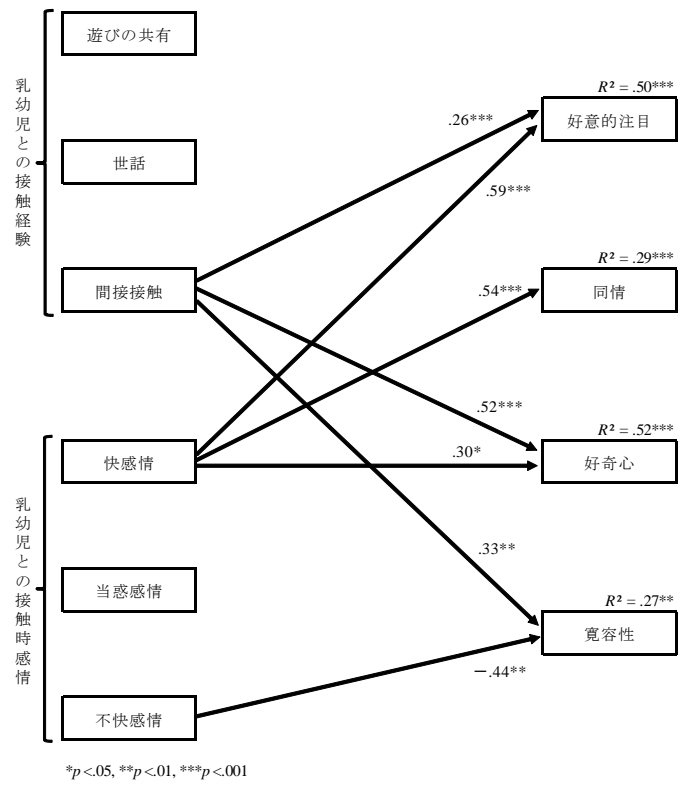 乳幼児との接触経験
遊びの共有
世話
間接接触
乳幼児との接触時感情
快感情
当惑感情
不快感情
.26***
.59***
.54***
.52***
.30*
.33**
−.44**
R² = .50***
好意的注目
R² = .29***
同情
R² = .52***
好奇心
R² = .27**
寛容性
*p<.05, **p<.01, ***p<.001